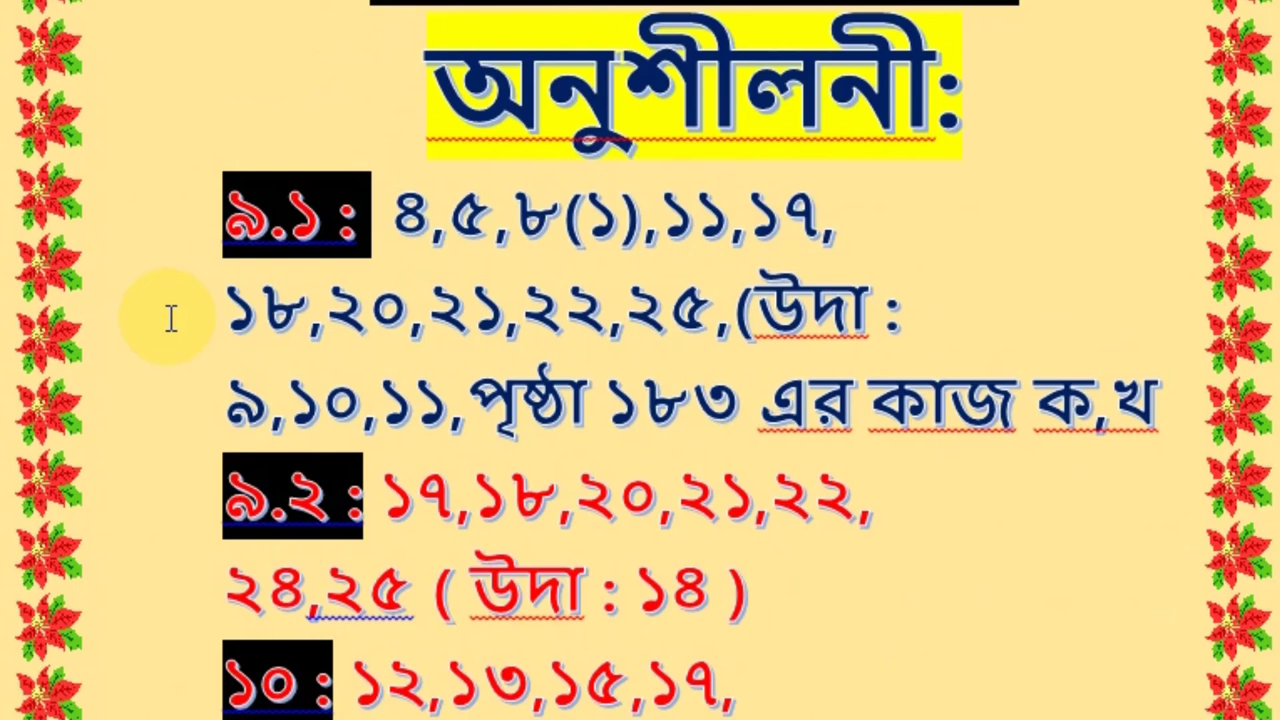 অনুশীলনী:
৯.১ : ৪,৫,৮(১),১১,১৭,
১৮,২০,২১,২২,২৫,(উদা :
৯,১০,১১,পৃষ্ঠা ১৮৩ এর কাজ ক,খ
৯.২ : ১৭,১৮,২০,২১,২২,
২৪,২৫ ( উদা : ১৪ )
১০ : ১২,১৩,১৫,১৭,